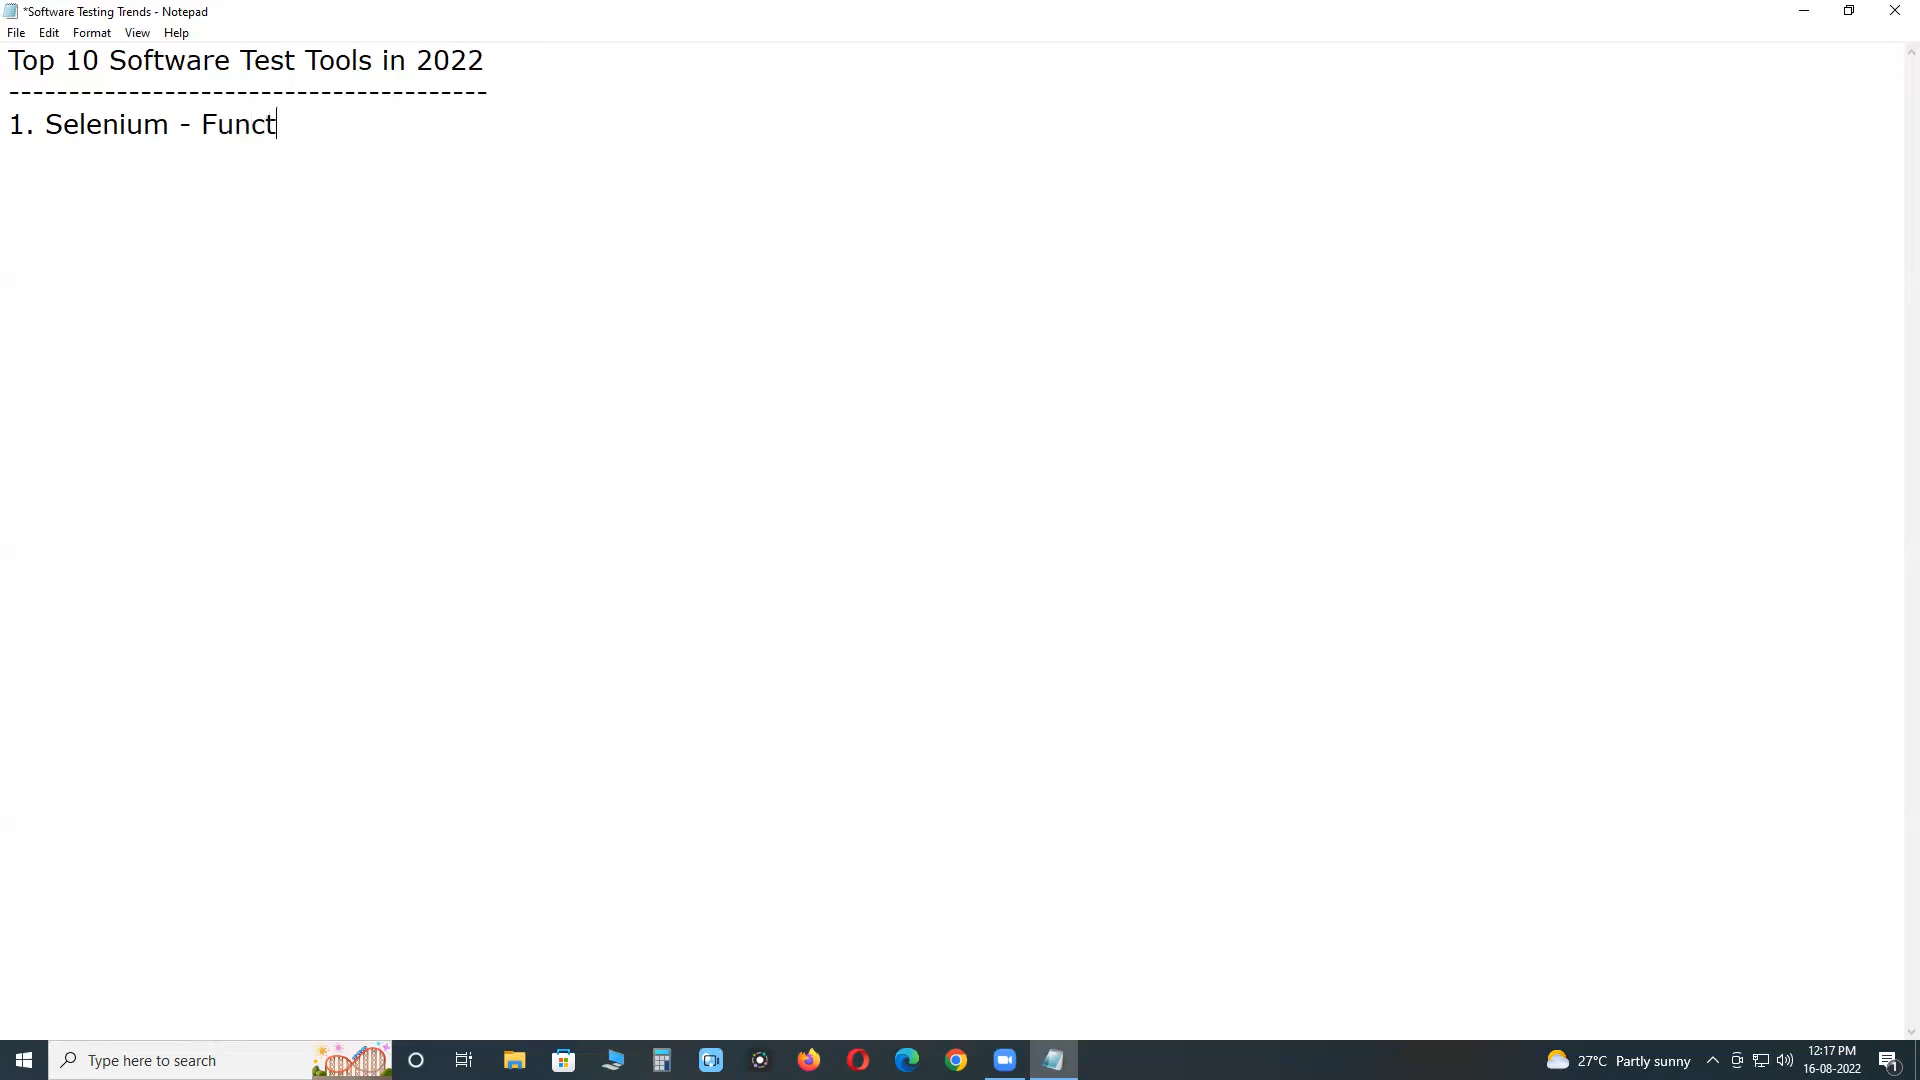 *Software Testing Trends - Notepad
File Edit Format View Help
Top 10 Software Test Tools in 2022
----------------------------------------
1. Selenium - Funct
Type here to search
27°C Partly sunny
12:17 PM
16-08-2022
1